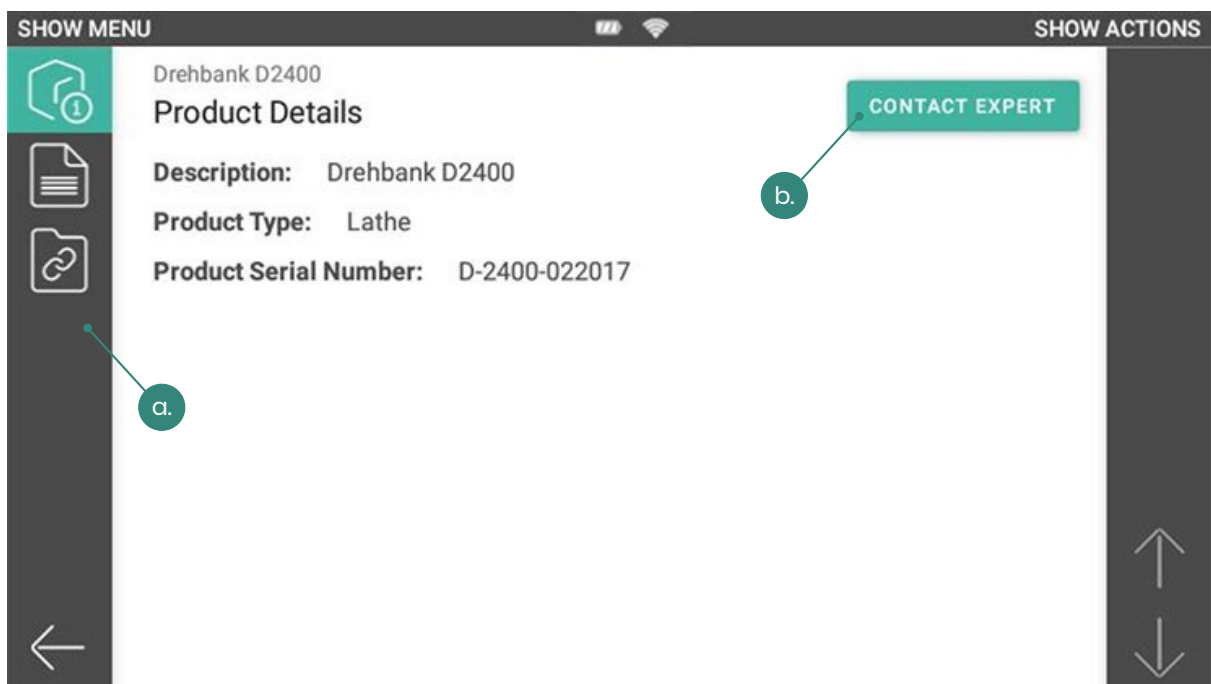 SHOW MENU
SHOW ACTIONS
Drehbank D2400
Product Details
CONTACT EXPERT
Description: Drehbank D2400
b.
Product Type: Lathe
Product Serial Number: D-2400-022017
a.